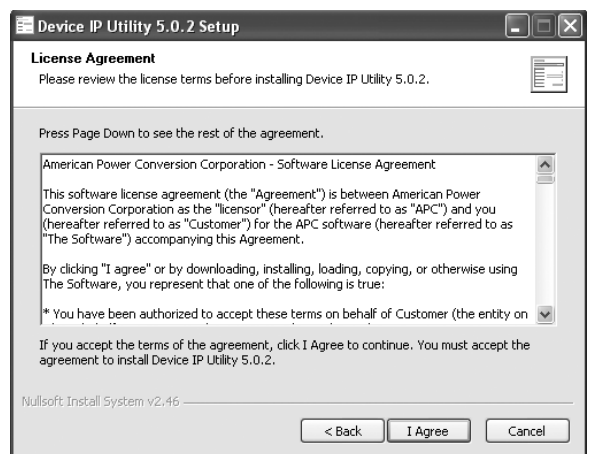 Device IP Utility 5.0.2 Setup
License Agreement
Please review the license terms before installing Device IP Utility 5.0.2.
Press Page Down to see the rest of the agreement.
American Power Conversion Corporation - Software License Agreement
This software license agreement (the "Agreement") is between American Power
Conversion Corporation as the "licensor" (hereafter referred to as "APC") and you
(hereafter referred to as "Customer") for the APC software (hereafter referred to as
"The Software") accompanying this Agreement.
By clicking "I agree" or by downloading, installing, loading, copying, or otherwise using
The Software, you represent that one of the following is true:
* You have been authorized to accept these terms on behalf of Customer (the entity on
If you accept the terms of the agreement, click I Agree to continue. You must accept the
agreement to install Device IP Utility 5.0.2.
Nullsoft Install System v2.46
< Back I Agree Cancel